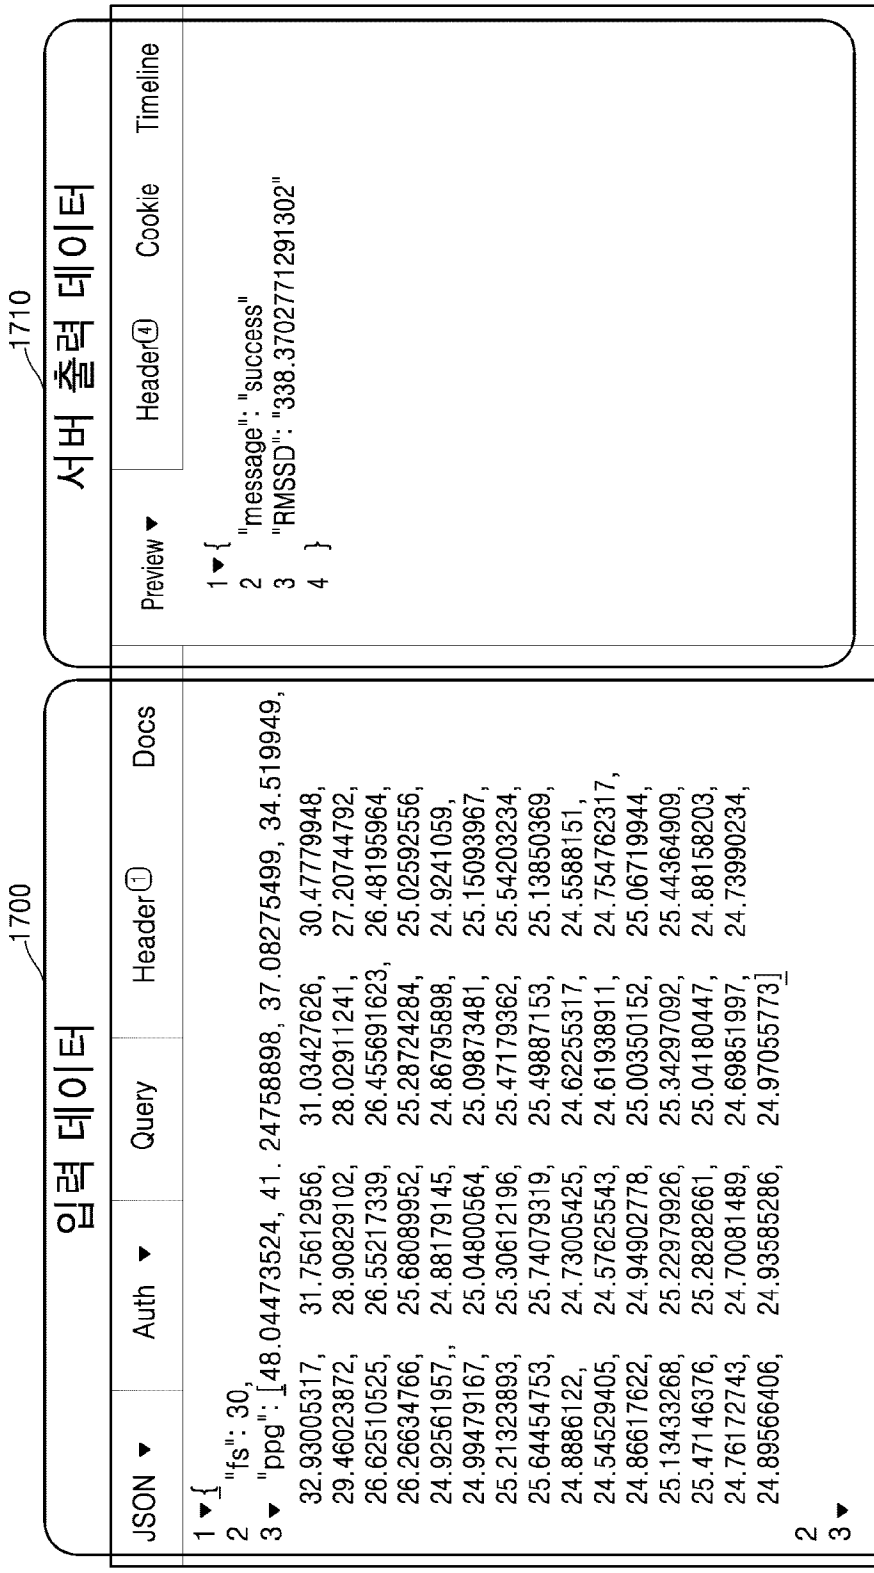 1700
입력 데이터
JSON ▼ Auth ▼ Query Header 1 Docs
1 ▼ {
2 "fs": 30,
3 ▼ "ppg": [48.04473524, 41. 24758898, 37.08275499, 34.519949,
32.93005317, 31.75612956, 31.03427626, 30.47779948,
29.46023872, 28.90829102, 28.02911241, 27.20744792,
26.62510525, 26.55217339, 26.455691623, 26.48195964,
26.26634766, 25.68089952, 25.28724284, 25.02592556,
24.92561957,, 24.88179145, 24.86795898, 24.9241059,
24.99479167, 25.04800564, 25.09873481, 25.15093967,
25.21323893, 25.30612196, 25.47179362, 25.54203234,
25.64454753, 25.74079319, 25.49887153, 25.13850369,
24.8886122, 24.73005425, 24.62255317, 24.5588151,
24.54529405, 24.57625543, 24.61938911, 24.754762317,
24.86617622, 24.94902778, 25.00350152, 25.06719944,
25.13433268, 25.22979926, 25.34297092, 25.44364909,
25.47146376, 25.28282661, 25.04180447, 24.88158203,
24.76172743, 24.70081489, 24.69851997, 24.73990234,
24.89566406, 24.93585286, 24.97055773]
2
3 ▼
1710
서버 출력 데이터
Preview ▼ Header 4 Cookie Timeline
1 ▼ {
2 "message": "success"
3 "RMSSD": "338.3702771291302"
4 }